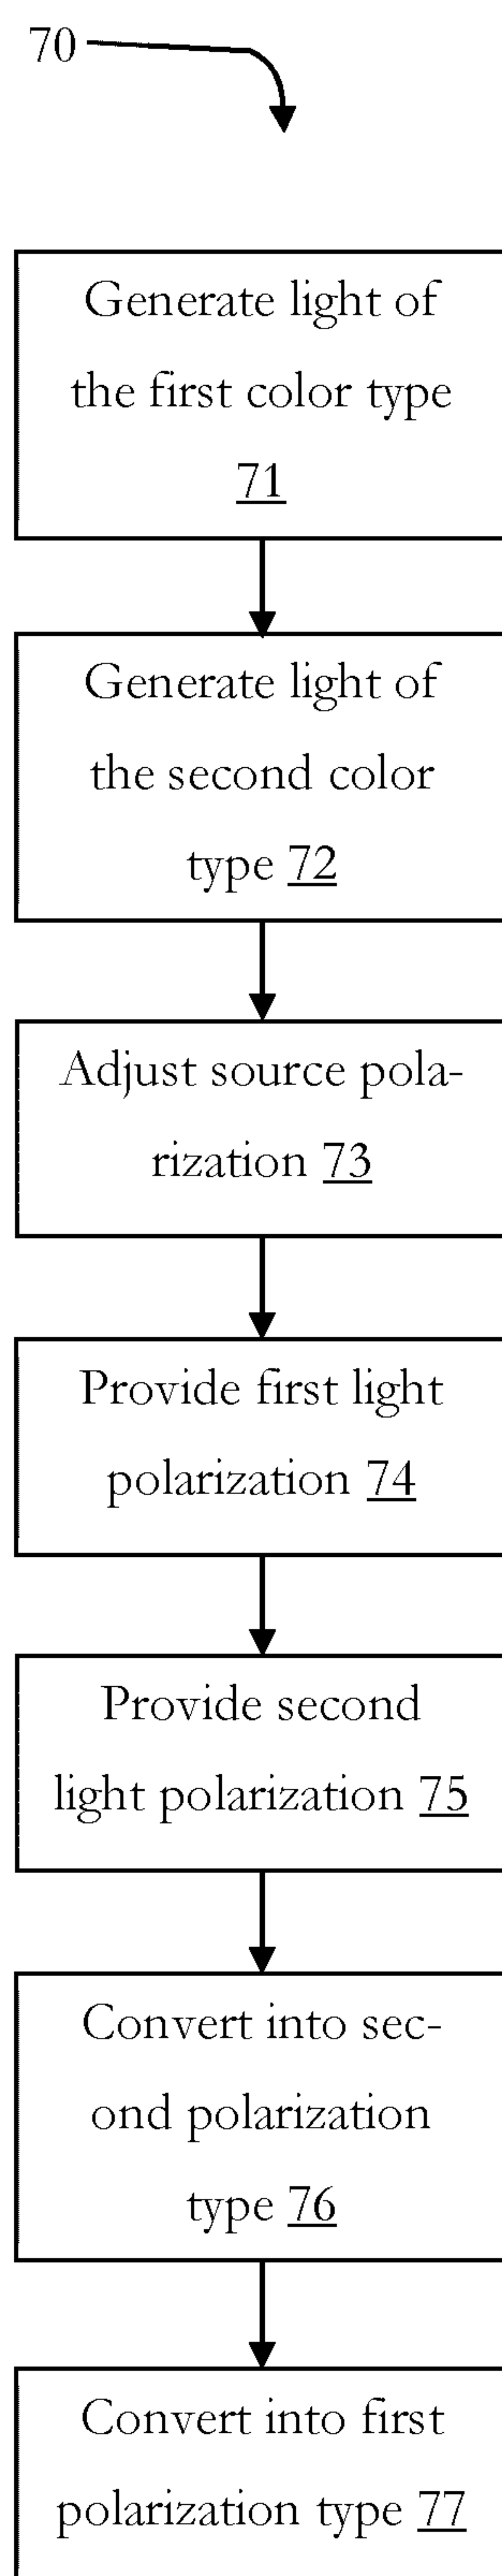 70
Generate light of
the first color type
71
Generate light of
the second color
type 72
Adjust source pola-
rization 73
Provide first light
polarization 74
Provide second
light polarization 75
Convert into sec-
ond polarization
type 76
Convert into first
polarization type 77